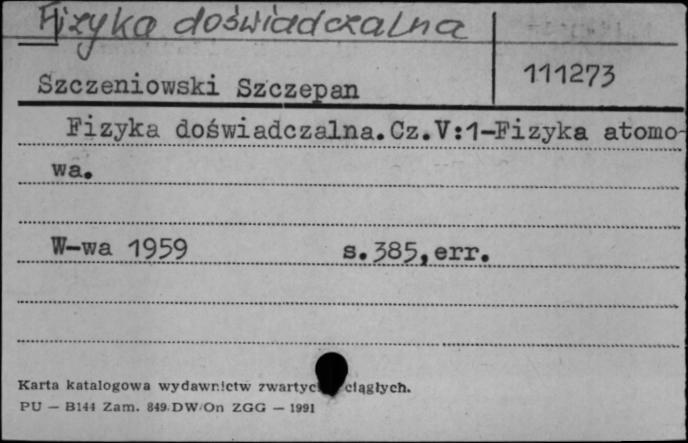 Fizyka doświadczalna
111273
Szczeniowski Szczepan
Fizyka doświadczalna.Cz.V:1-Fizyka atomo-
wa.
W-wa 1959 s.385,err.
Karta katalogowa wydawnictw ciągłych.
PU — B144 Zam. 849 DW/On ZGG — 1991